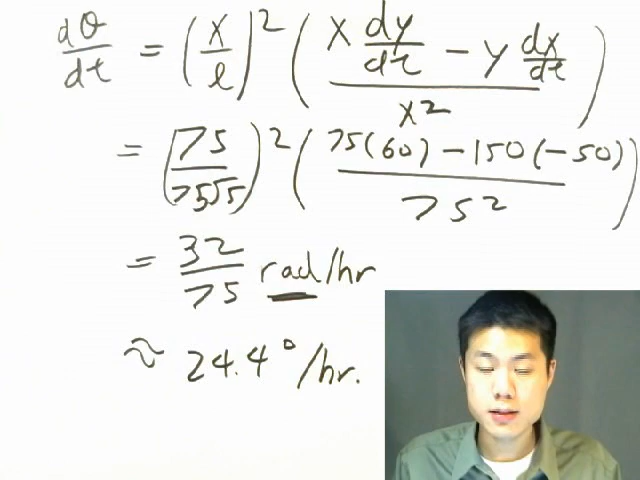 dθ/dt = (x/l)² ( (x dy/dt − y dx/dt) / x² )
= (75/75√5)² ( (75(60) − 150(−50)) / 75² )
= 32/75 rad/hr
≈ 24.4°/hr.